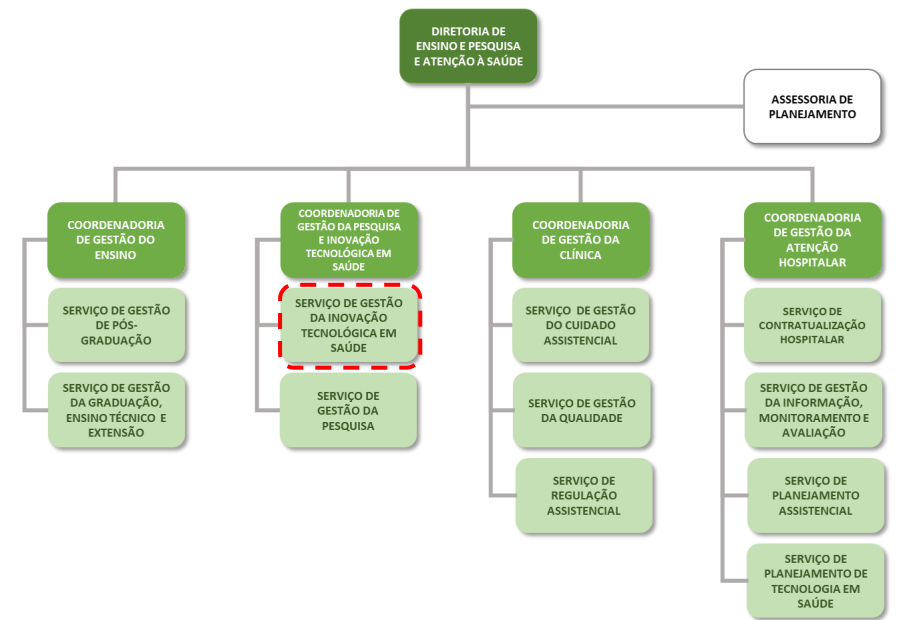 DIRETORIA DE
ENSINO E PESQUISA
E ATENÇÃO À SAÚDE
ASSESSORIA DE
PLANEJAMENTO
COORDENADORIA
DE GESTÃO DO
ENSINO
SERVIÇO DE GESTÃO
DE PÓS-
GRADUAÇÃO
SERVIÇO DE GESTÃO
DA GRADUAÇÃO,
ENSINO TÉCNICO E
EXTENSÃO
COORDENADORIA DE
GESTÃO DA PESQUISA
E INOVAÇÃO
TECNOLÓGICA EM
SAÚDE
SERVIÇO DE GESTÃO
DA INOVAÇÃO
TECNOLÓGICA EM
SAÚDE
SERVIÇO DE
GESTÃO DA
PESQUISA
COORDENADORIA
DE GESTÃO DA
CLÍNICA
SERVIÇO DE GESTÃO
DO CUIDADO
ASSISTENCIAL
SERVIÇO DE GESTÃO
DA QUALIDADE
SERVIÇO DE
REGULAÇÃO
ASSISTENCIAL
COORDENADORIA
DE GESTÃO DA
ATENÇÃO
HOSPITALAR
SERVIÇO DE
CONTRATUALIZAÇÃO
HOSPITALAR
SERVIÇO DE GESTÃO
DA INFORMAÇÃO,
MONITORAMENTO E
AVALIAÇÃO
SERVIÇO DE
PLANEJAMENTO
ASSISTENCIAL
SERVIÇO DE
PLANEJAMENTO DE
TECNOLOGIA EM
SAÚDE